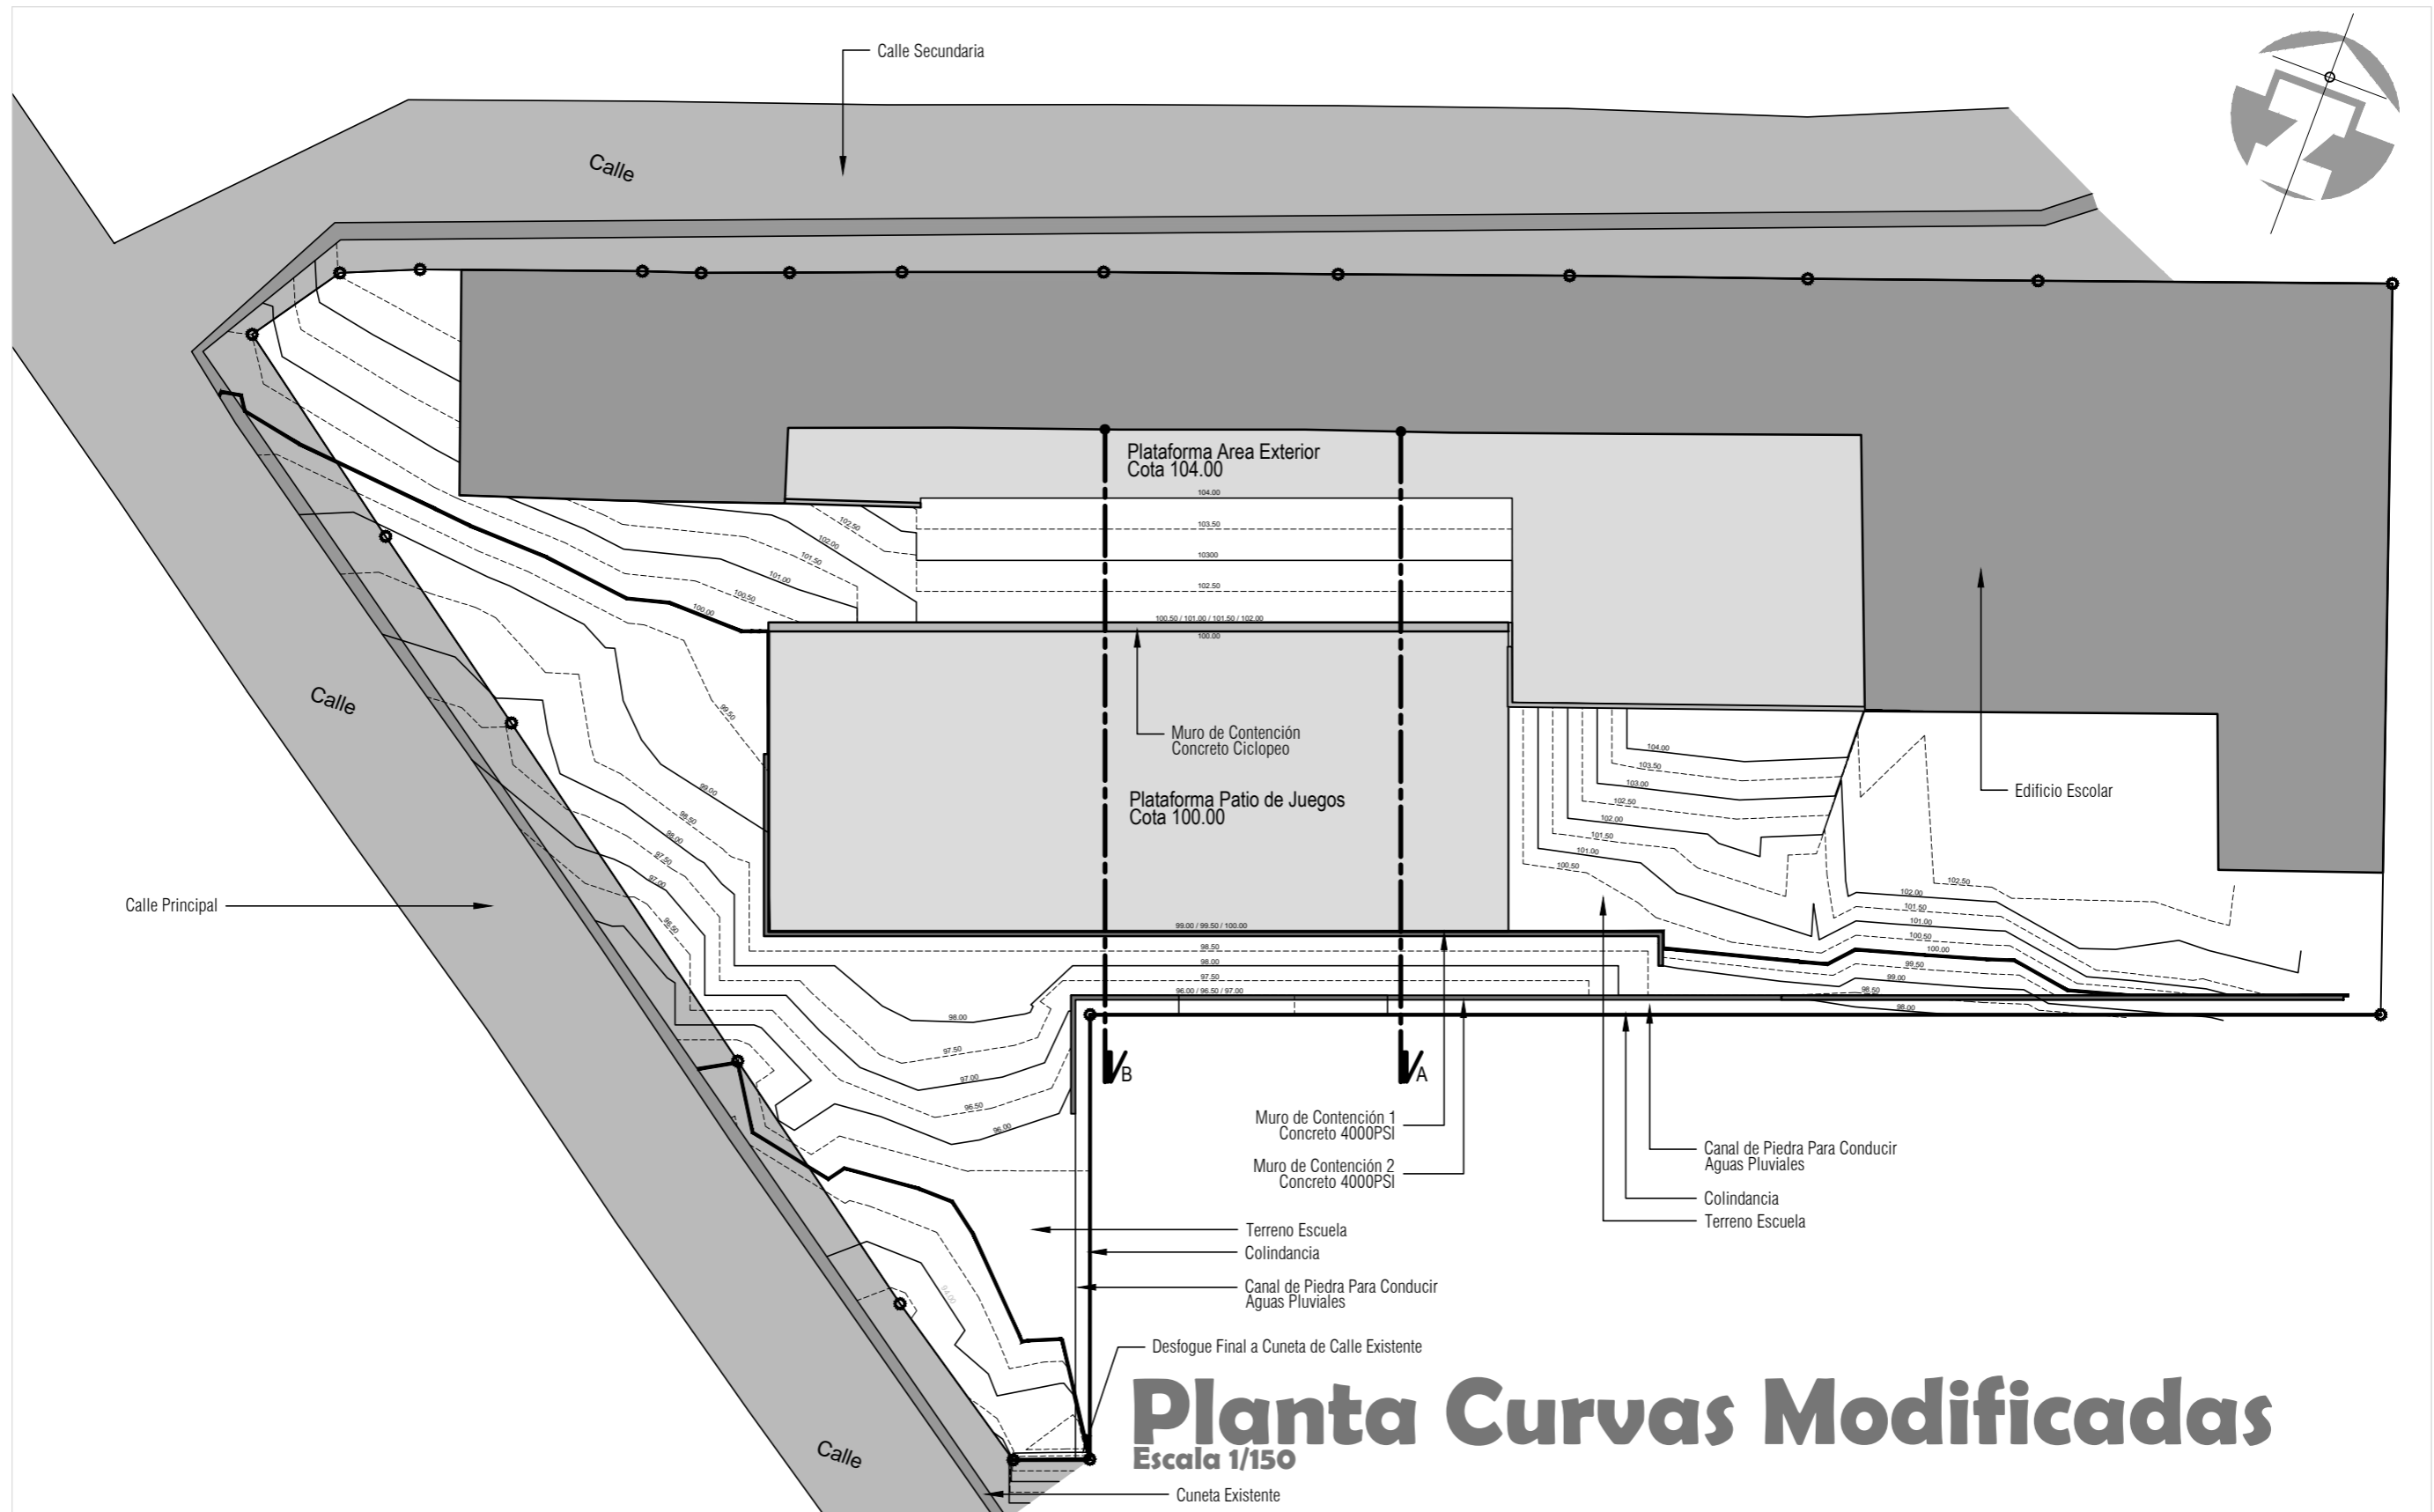 Calle Secundaria
Calle
Plataforma Area Exterior
Cota 104.00
104.00
103.50
10300
102.50
100.50 / 101.00 / 101.50 / 102.00
100.00
102.50
102.00
101.50
101.00
100.50
100.00
99.50
99.00
98.50
98.00
97.50
97.00
96.50
Calle
Muro de Contención
Concreto Ciclopeo
Plataforma Patio de Juegos
Cota 100.00
104.00
103.50
103.00
102.50
102.00
101.50
101.00
100.50
Edificio Escolar
102.50
102.00
101.50
101.00
100.50
100.00
99.50
99.00
98.50
98.00
Calle Principal
99.00 / 99.50 / 100.00
98.50
98.00
97.50
96.00 / 96.50 / 97.00
98.00
97.50
97.00
96.50
96.00
B
A
Muro de Contención 1
Concreto 4000PSI
Muro de Contención 2
Concreto 4000PSI
Canal de Piedra Para Conducir
Aguas Pluviales
Colindancia
Terreno Escuela
Terreno Escuela
Colindancia
Canal de Piedra Para Conducir
Aguas Pluviales
94.00
Desfogue Final a Cuneta de Calle Existente
Planta Curvas Modificadas
Escala 1/150
Calle
Cuneta Existente